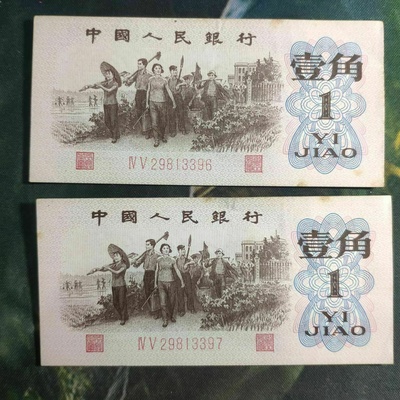 中國人民銀行
壹角
1
YI
JIAO
IV V 29813396
中國人民銀行
壹角
1
YI
JIAO
IV V 29813397